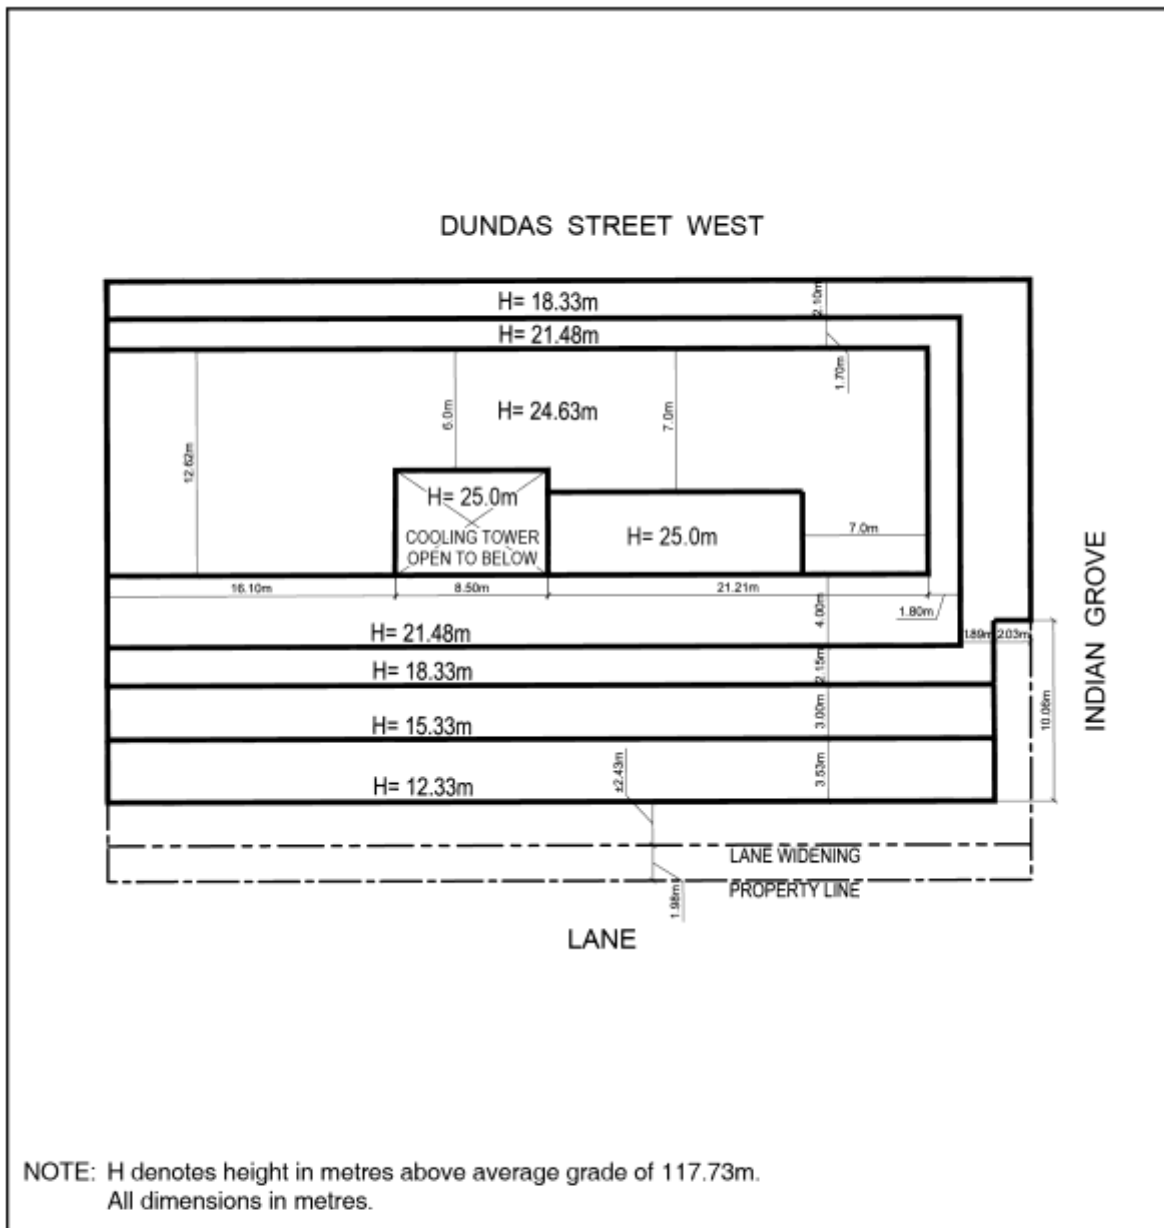 DUNDAS STREET WEST
H= 18.33m
2.10m
H= 21.48m
1.70m
12.62m
6.0m
H= 24.63m
7.0m
H= 25.0m
COOLING TOWER
OPEN TO BELOW
H= 25.0m
7.0m
16.10m
8.50m
21.21m
1.80m
4.00m
H= 21.48m
1.89m
2.03m
H= 18.33m
2.15m
H= 15.33m
3.00m
10.06m
INDIAN GROVE
H= 12.33m
±2.43m
3.53m
LANE WIDENING
1.98m
PROPERTY LINE
LANE
NOTE: H denotes height in metres above average grade of 117.73m.
All dimensions in metres.